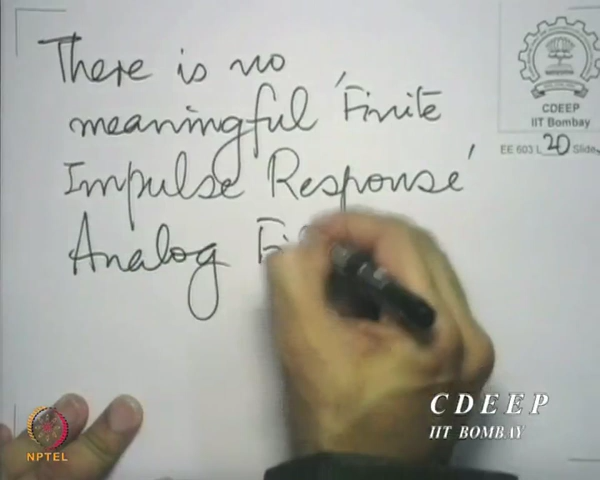 There is no
meaningful 'Finite
Impulse Response'
Analog
CDEEP
IIT Bombay
EE 603 L 20 Slide
CDEEP
IIT BOMBAY
NPTEL